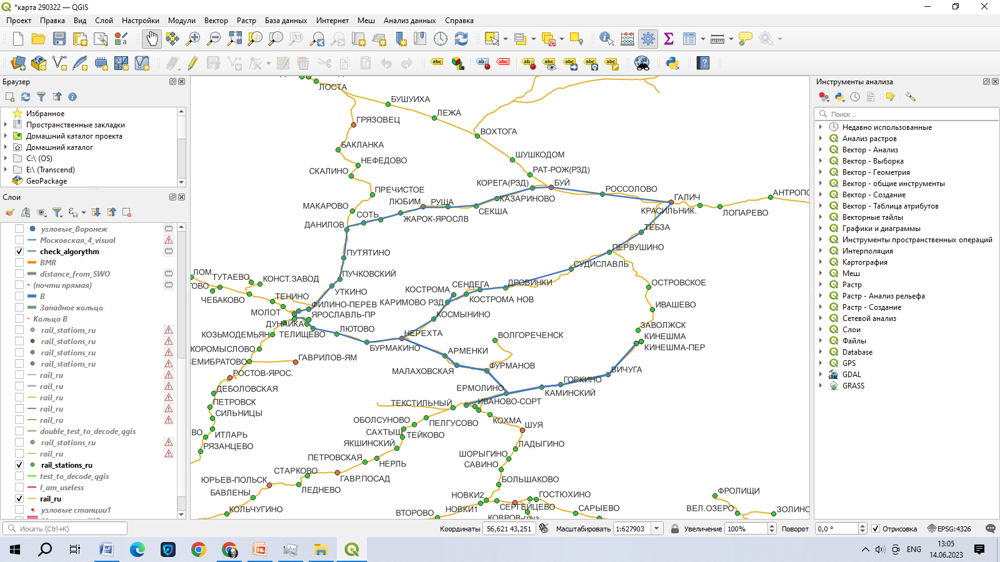 *карта 290322 — QGIS
Проект Правка Вид Слой Настройки Модули Вектор Растр База данных Интернет Меш Анализ данных Справка
Браузер
Избранное
Пространственные закладки
Домашний каталог проекта
Домашний каталог
C:\ (OS)
E:\ (Transcend)
GeoPackage
Слои
узловые_Воронеж
Московская_4_visual
check_algorythm
BMR
distance_from_SWO
(почти прямая)
В
Западное кольцо
Кольцо В
rail_stations_ru
rail_stations_ru
rail_stations_ru
rail_stations_ru
rail_ru
rail_ru
rail_ru
rail_ru
rail_ru
double_test_to_decode_qgis
rail_stations_ru
rail_ru
rail_stations_ru
test_to_decode_qgis
I_am_useless
rail_ru
узловые станции1
ЛОСТА
БУШУИХА
ЛЕЖА
ГРЯЗОВЕЦ
ВОХТОГА
БАКЛАНКА
ШУШКОДОМ
НЕФЕДОВО
СКАЛИНО
РАТ-РОЖ(РЗД)
КОРЕГА(РЗД)
БУЙ
ПРЕЧИСТОЕ
РОССОЛОВО
АНТРОПО
ЛЮБИМ
РУША
КАЗАРИНОВО
ГАЛИЧ
МАКАРОВО
СЕКША
КРАСИЛЬНИК.
ЛОПАРЕВО
СОТЬ
ЖАРОК-ЯРОСЛВ
ДАНИЛОВ
ТЕБЗА
ПУТЯТИНО
ПЕРВУШИНО
СУДИСЛАВЛЬ
ЛОМ
ТУТАЕВО
КОНСТ.ЗАВОД
ПУЧКОВСКИЙ
ТОВО
УТКИНО
КОСТРОМА
СЕНДЕГА
ДРОВИНКИ
ОСТРОВСКОЕ
ЧЕБАКОВО
ТЕНИНО
ФИЛИНО-ПЕРЕВ
КАРИМОВО РЗД
КОСТРОМА НОВ
ИВАШЕВО
МОЛОТ
ЯРОСЛАВЛЬ-ПР
КОСМЫНИНО
ДУНАЙКА
ЛЮТОВО
ЗАВОЛЖСК
КОЗЬМОДЕМЬЯН
ТЕЛИЩЕВО
НЕРЕХТА
ВОЛГОРЕЧЕНСК
КИНЕШМА
КОРОМЫСЛОВО
БУРМАКИНО
АРМЕНКИ
КИНЕШМА-ПЕР
СЕМИБРАТОВО
ГАВРИЛОВ-ЯМ
ФУРМАНОВ
РОСТОВ-ЯРОС.
МАЛАХОВСКАЯ
ВИЧУГА
ДЕБОЛОВСКАЯ
ЕРМОЛИНО
ГОРКИНО
КАМИНСКИЙ
ПЕТРОВСК
ТЕКСТИЛЬНЫЙ
ИВАНОВО-СОРТ
СИЛЬНИЦЫ
ОБОЛСУНОВО
ПЕЛГУСОВО
КОХМА
ШУЯ
ВО
ИТЛАРЬ
САХТЫШ
ТЕЙКОВО
РЯЗАНЦЕВО
ЯКШИНСКИЙ
ЛАДЫГИНО
ПЕТРОВСКАЯ
НЕРЛЬ
ШОРЫГИНО
САВИНО
СТАРКОВО
ГАВР.ПОСАД
ЮРЬЕВ-ПОЛЬСК
БОЛЬШАКОВО
БАВЛЕНЫ
ЛЕДНЕВО
НОВКИ2
ГОСТЮХИНО
ФРОЛИЩИ
КОЛЬЧУГИНО
ВТОРОВО
НОВКИ1
СЕРГЕЙЦЕВО
САРЫЕВО
ВЕЛ.ОЗЕРО
ЗОЛИНО
КОВРОВ-груз
Инструменты анализа
Поиск...
Недавно использованные
Анализ растров
Вектор - Анализ
Вектор - Выборка
Вектор - Геометрия
Вектор - общие инструменты
Вектор - Создание
Вектор - Таблица атрибутов
Векторные тайлы
Графики и диаграммы
Инструменты пространственных операций
Интерполяция
Картография
Меш
Растр
Растр - Анализ рельефа
Растр - Создание
Сетевой анализ
Слои
Файлы
Database
GPS
GDAL
GRASS
Искать (Ctrl+K)
Координаты 56,621 43,251 Масштабировать 1:627903 Увеличение 100% Поворот 0,0 ° Отрисовка EPSG:4326
ENG
13:05
14.06.2023